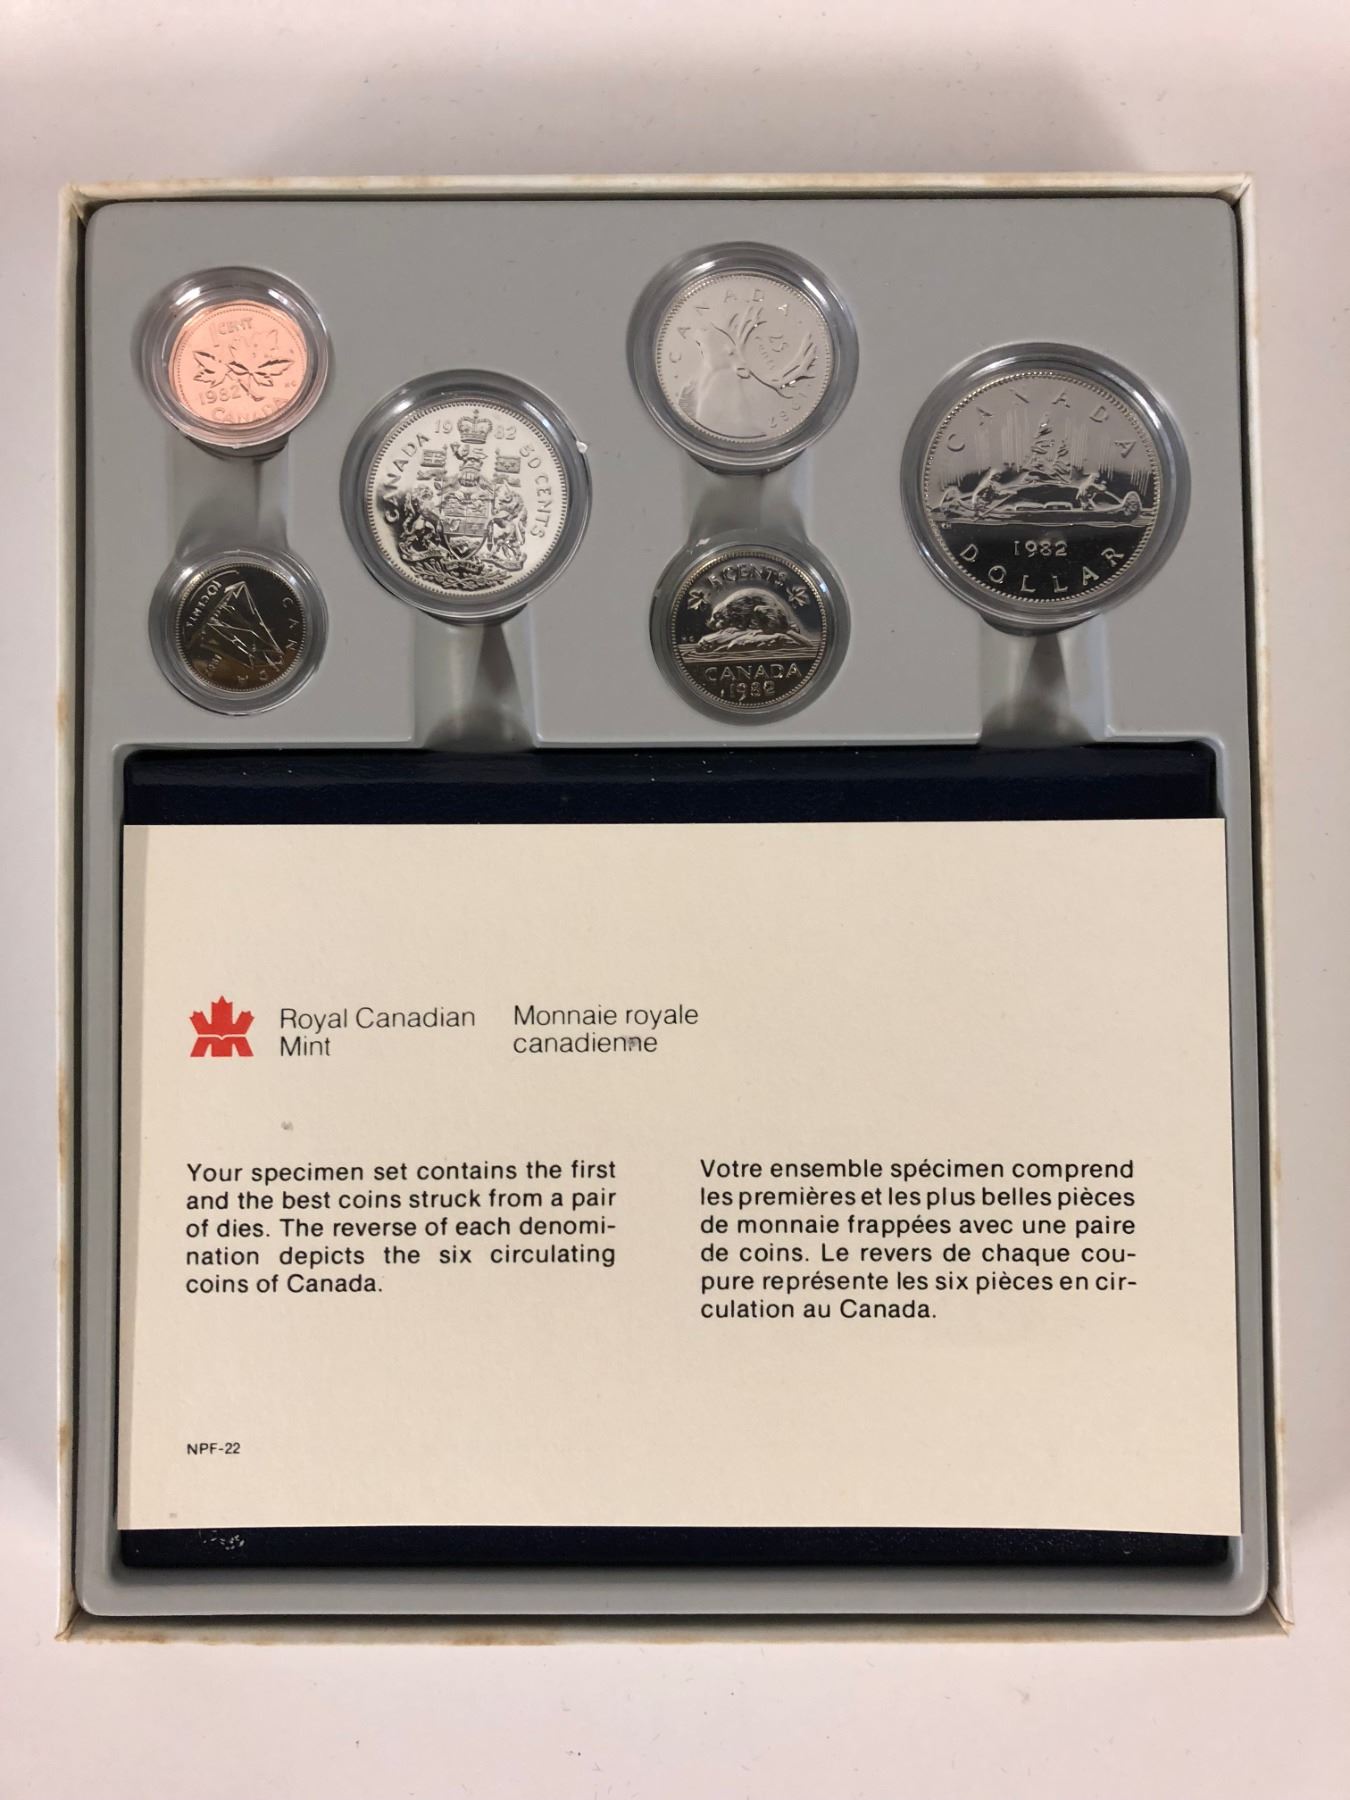 1 CENT
1982
CANADA
CANADA 1982 50 CENTS
CANADA
25
cents
1982
CANADA
1982
DOLLAR
10 CENTS
CANADA
1982
5 CENTS
CANADA
1982
Royal Canadian
Mint
Monnaie royale
canadienne
Your specimen set contains the first
and the best coins struck from a pair
of dies. The reverse of each denomi-
nation depicts the six circulating
coins of Canada.
Votre ensemble spécimen comprend
les premières et les plus belles pièces
de monnaie frappées avec une paire
de coins. Le revers de chaque cou-
pure représente les six pièces en cir-
culation au Canada.
NPF-22